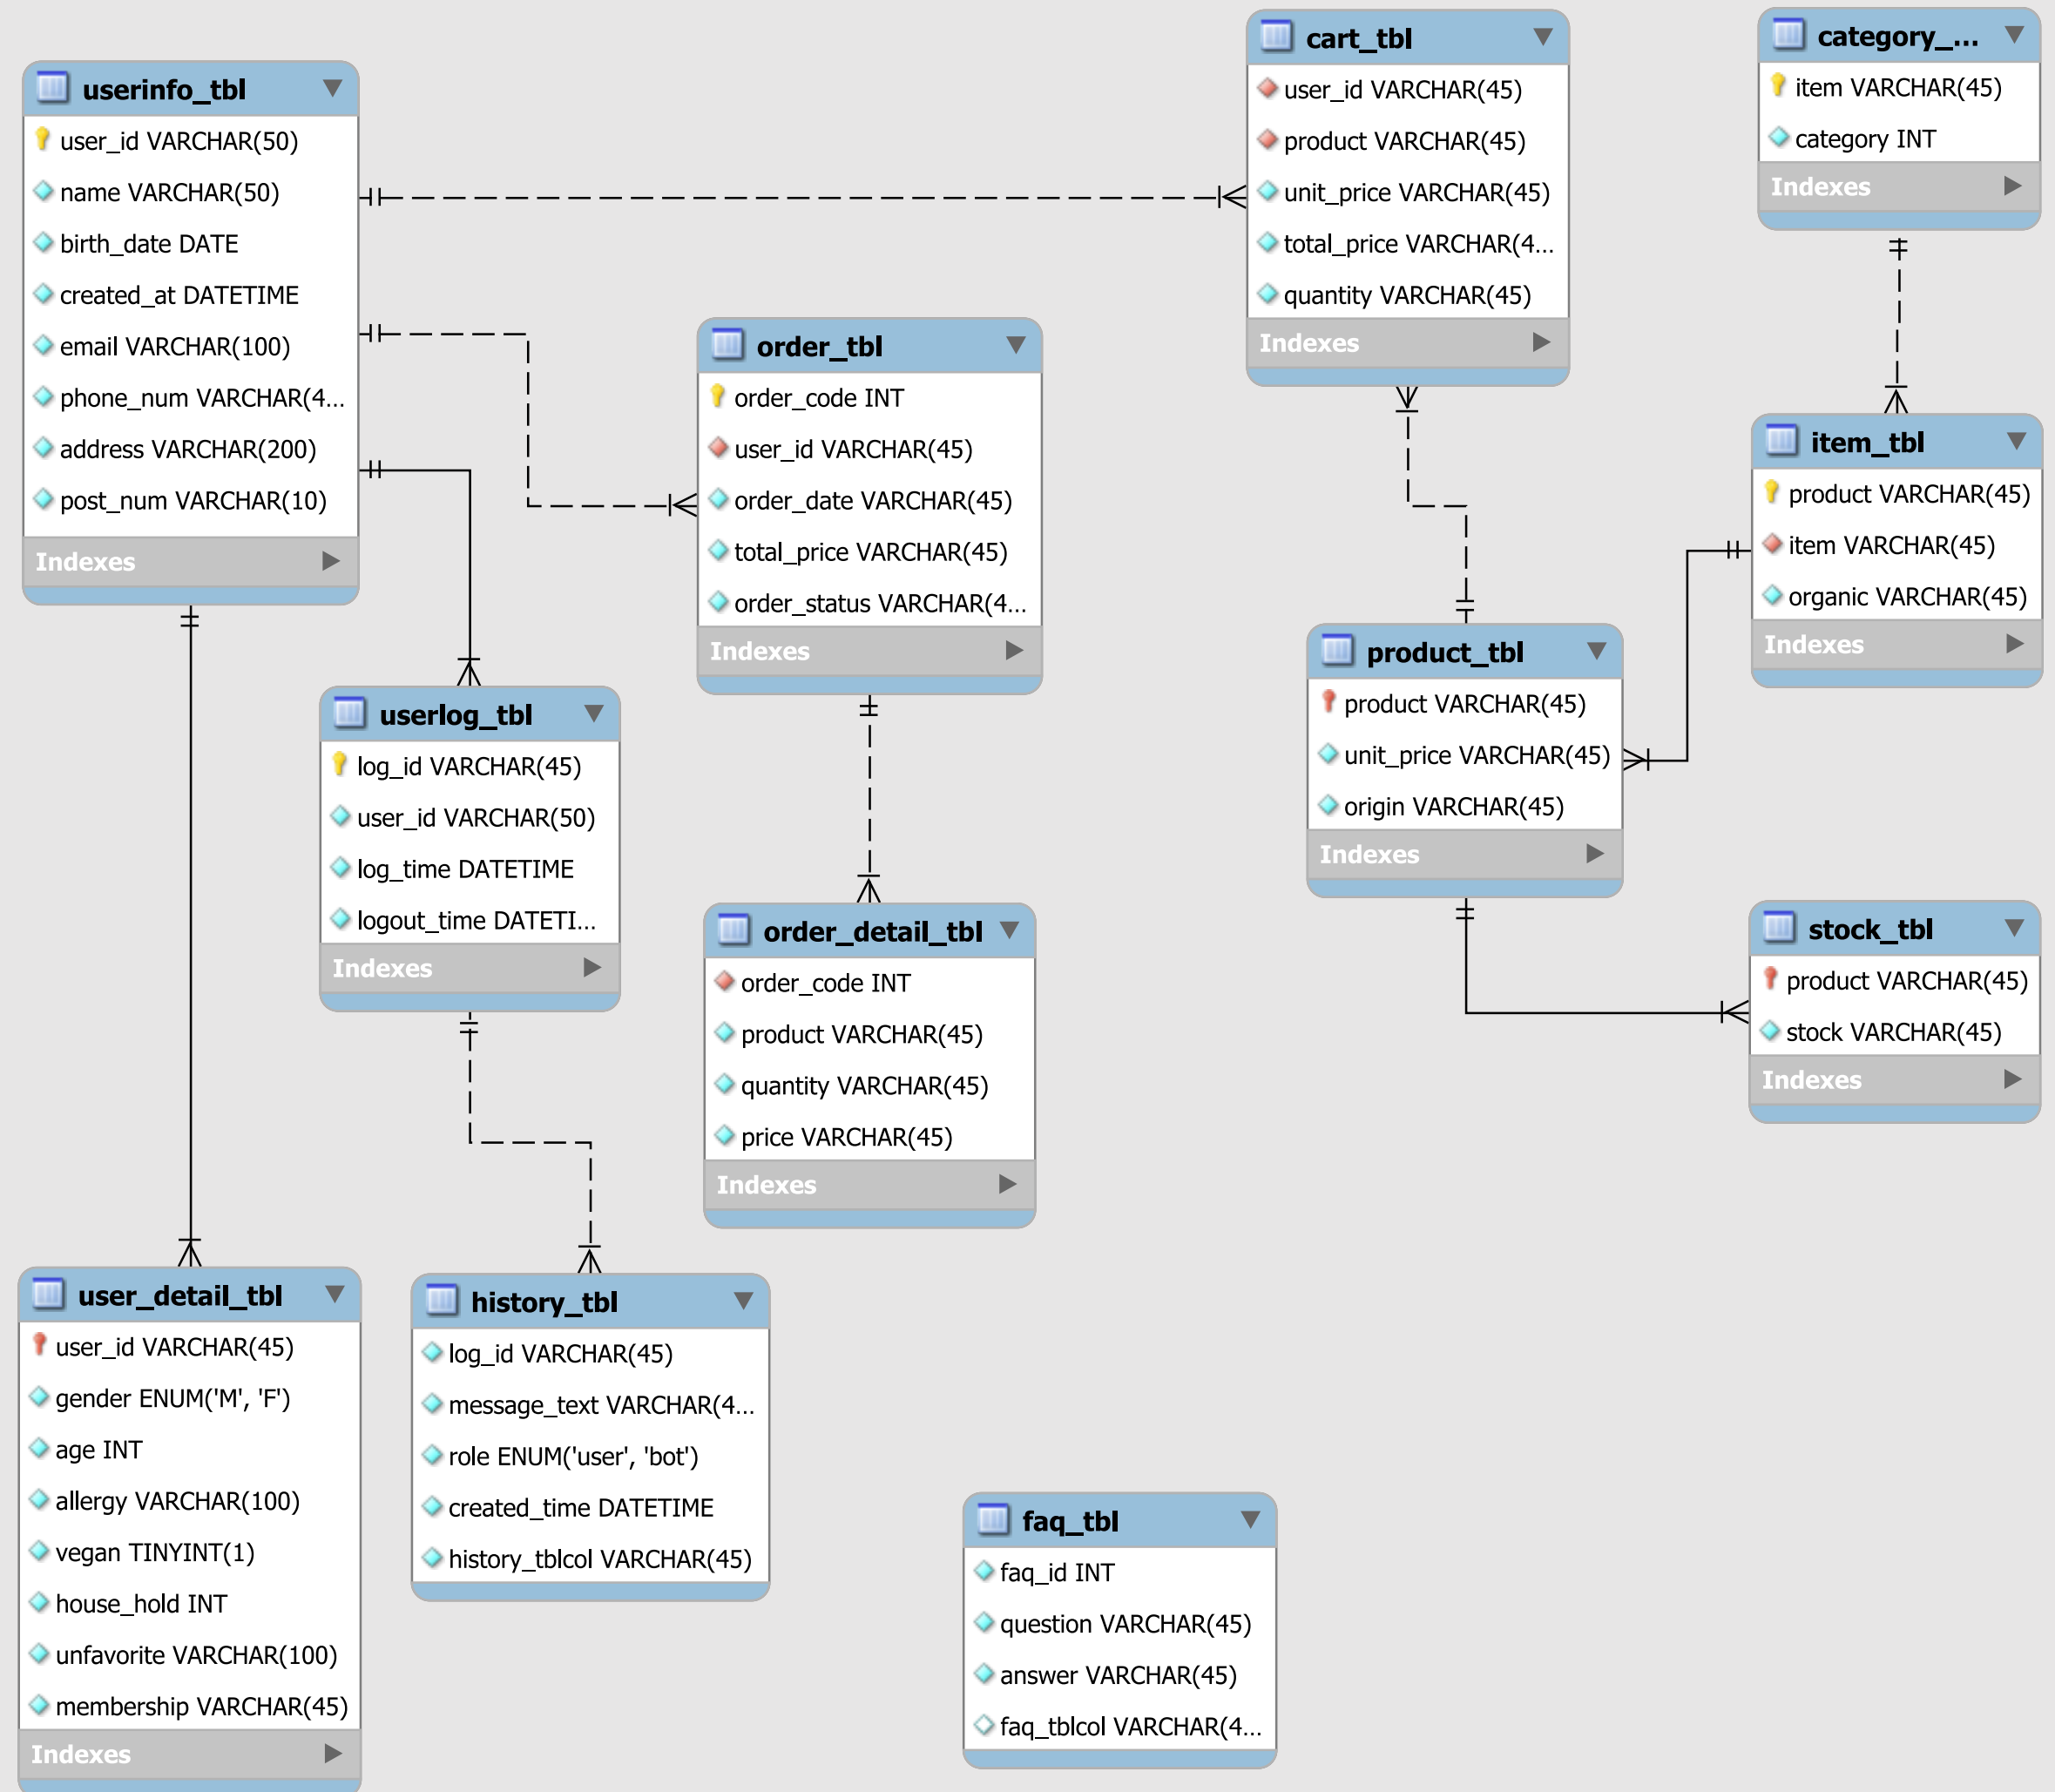 userinfo_tbl
user_id VARCHAR(50)
name VARCHAR(50)
birth_date DATE
created_at DATETIME
email VARCHAR(100)
phone_num VARCHAR(4...
address VARCHAR(200)
post_num VARCHAR(10)
Indexes
cart_tbl
user_id VARCHAR(45)
product VARCHAR(45)
unit_price VARCHAR(45)
total_price VARCHAR(4...
quantity VARCHAR(45)
Indexes
category_...
item VARCHAR(45)
category INT
Indexes
order_tbl
order_code INT
user_id VARCHAR(45)
order_date VARCHAR(45)
total_price VARCHAR(45)
order_status VARCHAR(4...
Indexes
item_tbl
product VARCHAR(45)
item VARCHAR(45)
organic VARCHAR(45)
Indexes
product_tbl
product VARCHAR(45)
unit_price VARCHAR(45)
origin VARCHAR(45)
Indexes
userlog_tbl
log_id VARCHAR(45)
user_id VARCHAR(50)
log_time DATETIME
logout_time DATETI...
Indexes
order_detail_tbl
order_code INT
product VARCHAR(45)
quantity VARCHAR(45)
price VARCHAR(45)
Indexes
stock_tbl
product VARCHAR(45)
stock VARCHAR(45)
Indexes
user_detail_tbl
user_id VARCHAR(45)
gender ENUM('M', 'F')
age INT
allergy VARCHAR(100)
vegan TINYINT(1)
house_hold INT
unfavorite VARCHAR(100)
membership VARCHAR(45)
Indexes
history_tbl
log_id VARCHAR(45)
message_text VARCHAR(4...
role ENUM('user', 'bot')
created_time DATETIME
history_tblcol VARCHAR(45)
faq_tbl
faq_id INT
question VARCHAR(45)
answer VARCHAR(45)
faq_tblcol VARCHAR(4...